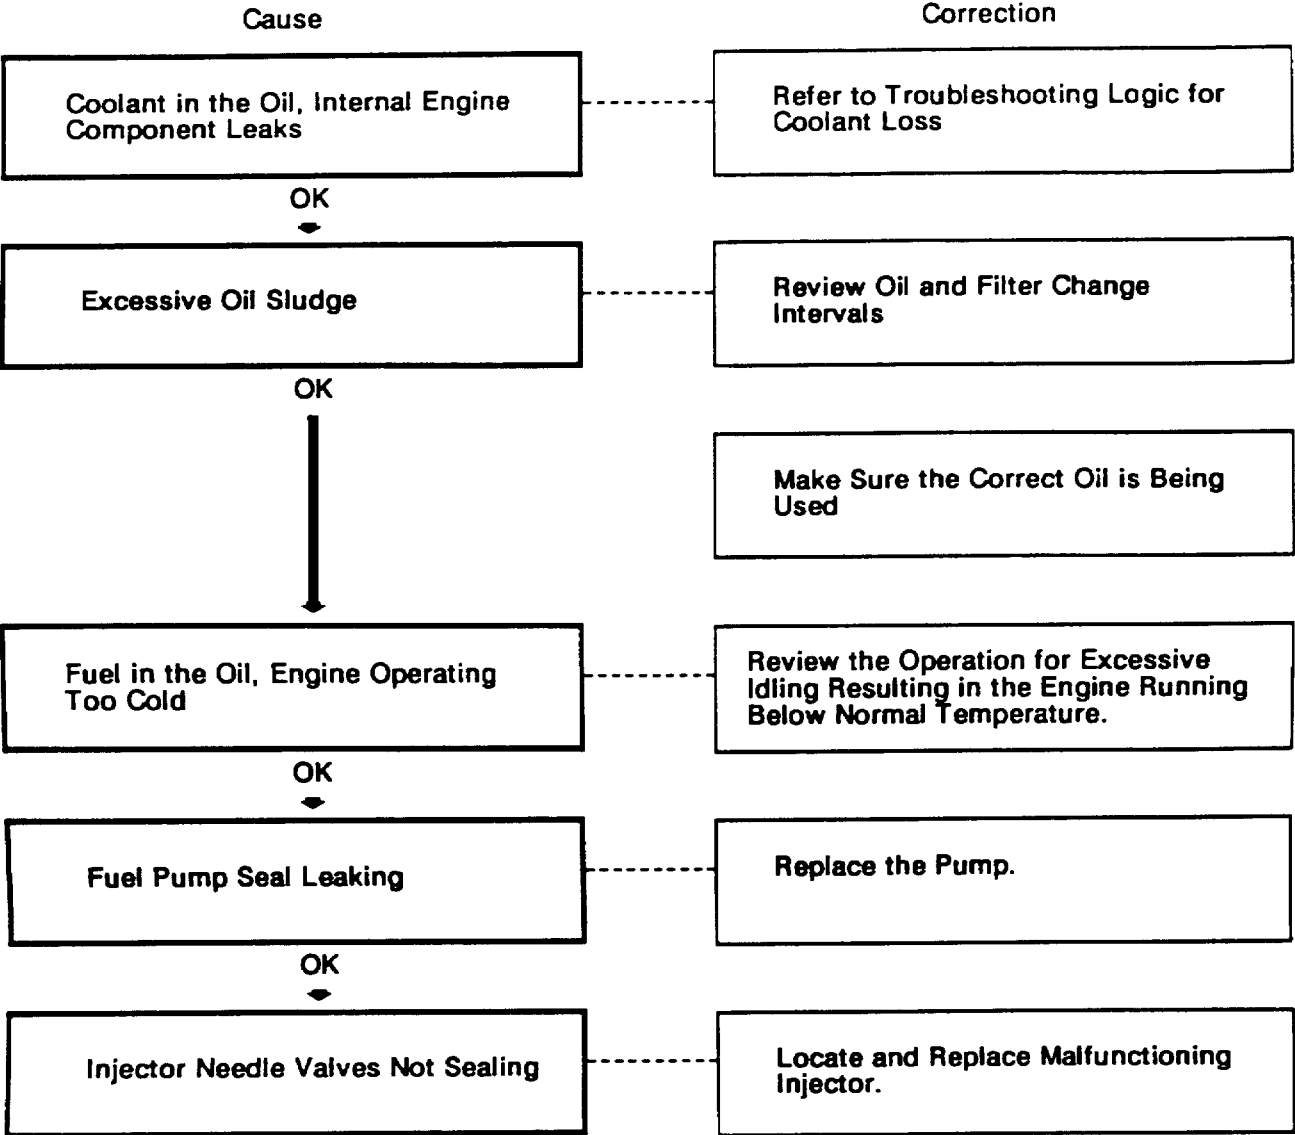 Cause
Correction
Coolant in the Oil, Internal Engine
Component Leaks
Refer to Troubleshooting Logic for
Coolant Loss
OK
Excessive Oil Sludge
Review Oil and Filter Change
Intervals
OK
Make Sure the Correct Oil is Being
Used
Fuel in the Oil, Engine Operating
Too Cold
Review the Operation for Excessive
Idling Resulting in the Engine Running
Below Normal Temperature.
OK
Fuel Pump Seal Leaking
Replace the Pump.
OK
Injector Needle Valves Not Sealing
Locate and Replace Malfunctioning
Injector.